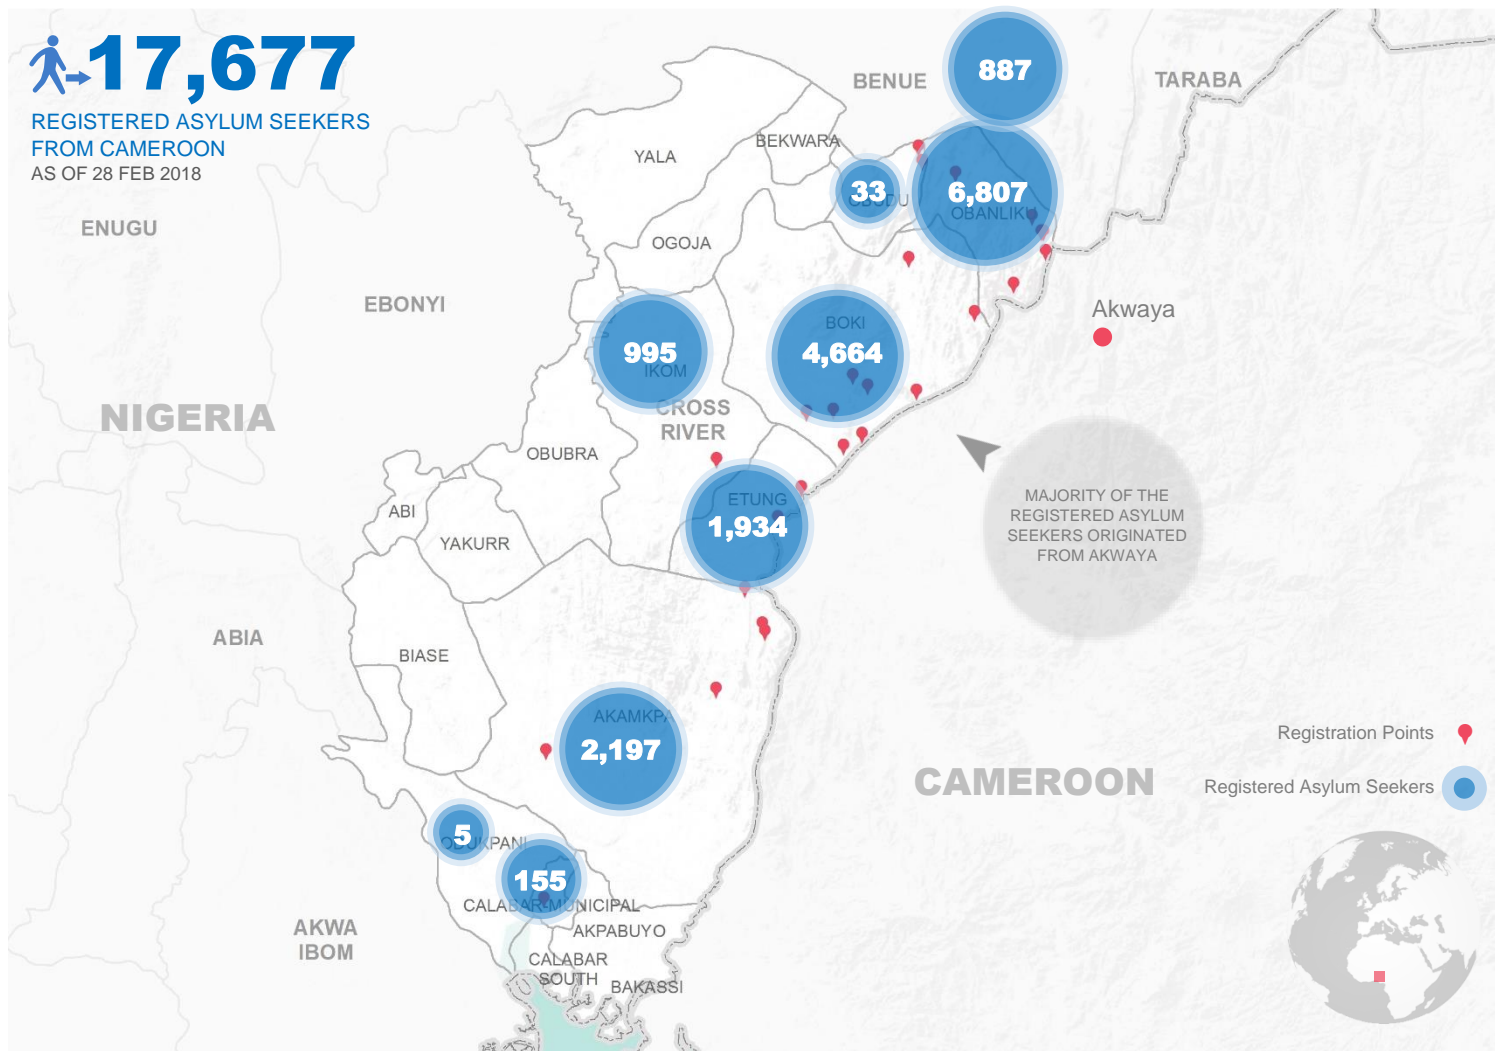 17,677
REGISTERED ASYLUM SEEKERS
FROM CAMEROON
AS OF 28 FEB 2018
887
BENUE
TARABA
BEKWARA
YALA
33
OBUDU
6,807
OBANLIKU
ENUGU
OGOJA
EBONYI
Akwaya
BOKI
4,664
995
IKOM
NIGERIA
CROSS
RIVER
OBUBRA
ETUNG
1,934
MAJORITY OF THE
REGISTERED ASYLUM
SEEKERS ORIGINATED
FROM AKWAYA
ABI
YAKURR
ABIA
BIASE
AKAMKPA
2,197
Registration Points
CAMEROON
Registered Asylum Seekers
5
ODUKPANI
155
CALABAR MUNICIPAL
AKWA
IBOM
AKPABUYO
CALABAR
SOUTH
BAKASSI